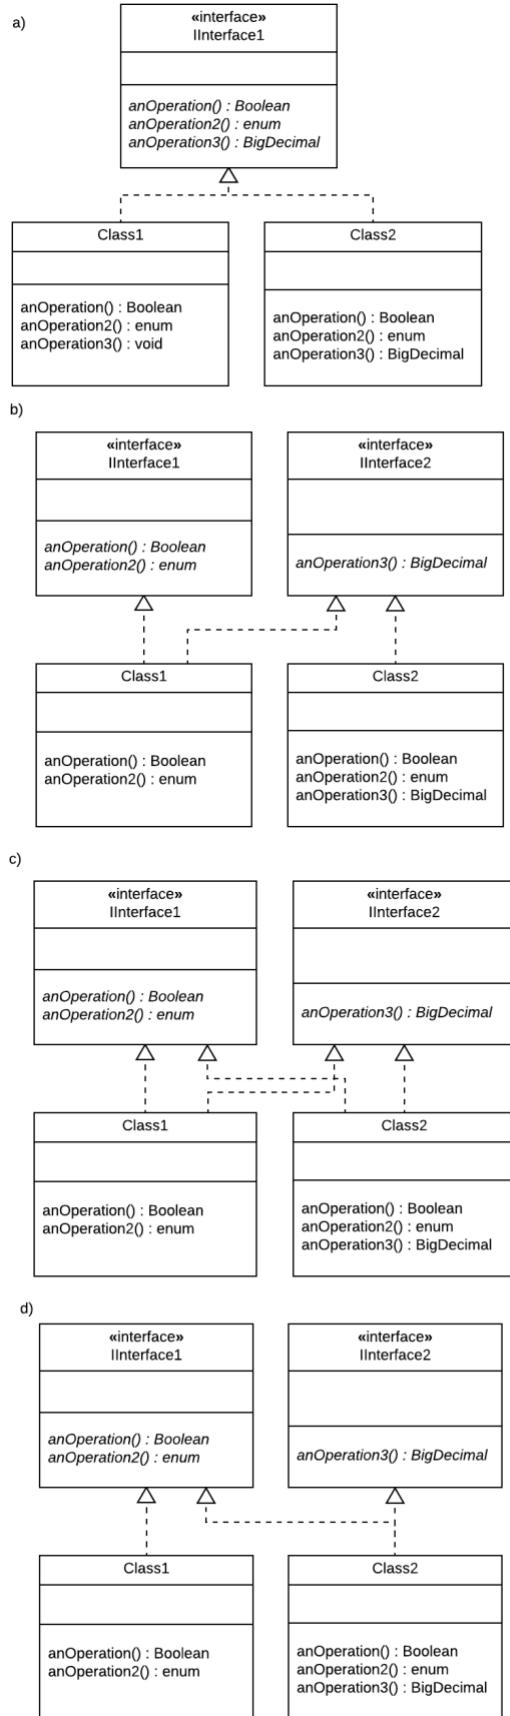 a)
«interface»
IInterface1
anOperation() : Boolean
anOperation2() : enum
anOperation3() : BigDecimal
Class1
anOperation() : Boolean
anOperation2() : enum
anOperation3() : void
Class2
anOperation() : Boolean
anOperation2() : enum
anOperation3() : BigDecimal
b)
«interface»
IInterface1
anOperation() : Boolean
anOperation2() : enum
«interface»
IInterface2
anOperation3() : BigDecimal
Class1
anOperation() : Boolean
anOperation2() : enum
Class2
anOperation() : Boolean
anOperation2() : enum
anOperation3() : BigDecimal
c)
«interface»
IInterface1
anOperation() : Boolean
anOperation2() : enum
«interface»
IInterface2
anOperation3() : BigDecimal
Class1
anOperation() : Boolean
anOperation2() : enum
Class2
anOperation() : Boolean
anOperation2() : enum
anOperation3() : BigDecimal
d)
«interface»
IInterface1
anOperation() : Boolean
anOperation2() : enum
«interface»
IInterface2
anOperation3() : BigDecimal
Class1
anOperation() : Boolean
anOperation2() : enum
Class2
anOperation() : Boolean
anOperation2() : enum
anOperation3() : BigDecimal